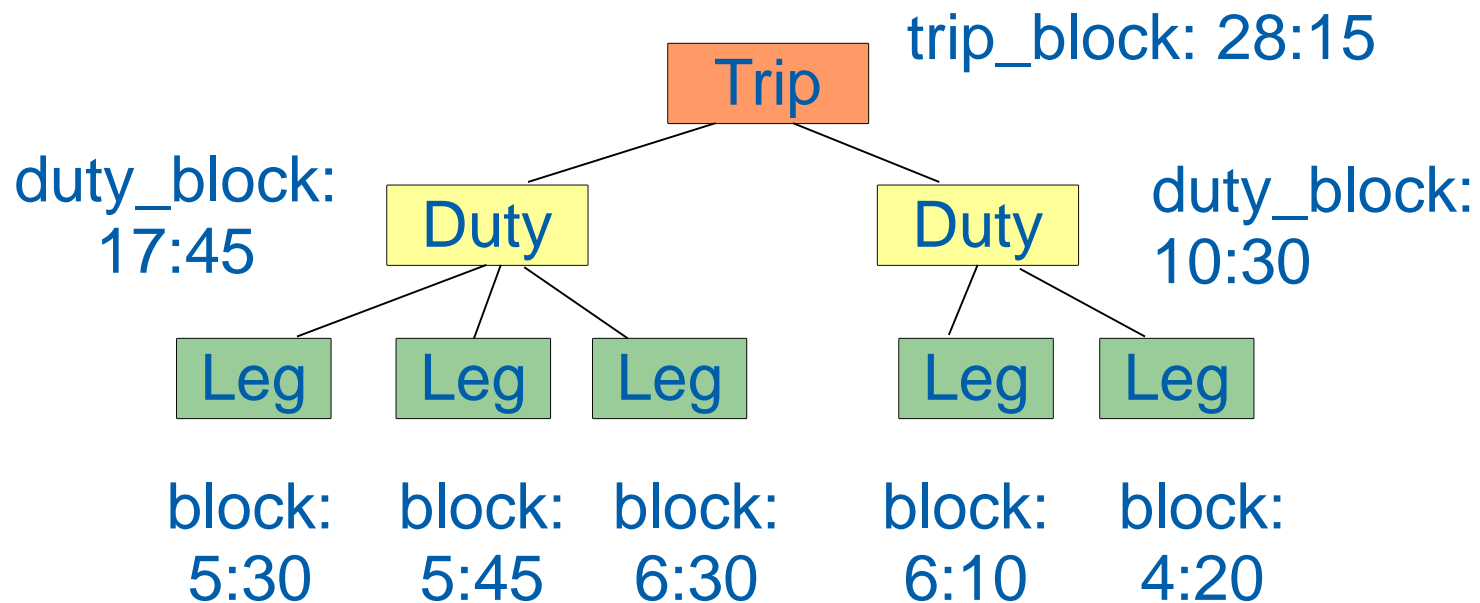 trip_block: 28:15
Trip
duty_block:
17:45
Duty
Duty
duty_block:
10:30
Leg
Leg
Leg
Leg
Leg
block:
5:30
block:
5:45
block:
6:30
block:
6:10
block:
4:20